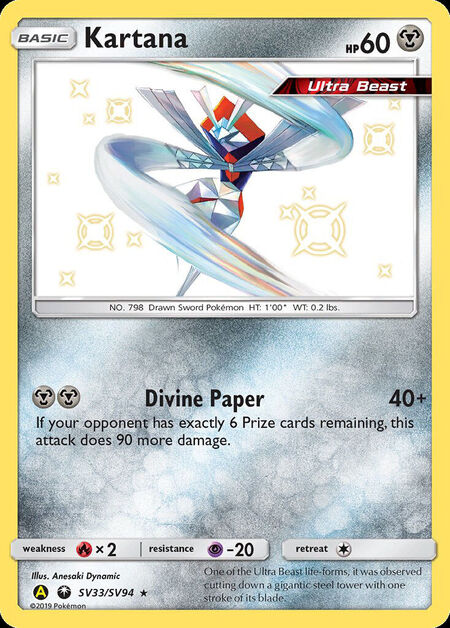 BASIC Kartana HP60
Ultra Beast
NO. 798 Drawn Sword Pokémon HT: 1'00" WT: 0.2 lbs.
Divine Paper 40+
If your opponent has exactly 6 Prize cards remaining, this
attack does 90 more damage.
weakness ×2 resistance -20 retreat
Illus. Anesaki Dynamic
A SV33/SV94
©2019 Pokémon
One of the Ultra Beast life-forms, it was observed
cutting down a gigantic steel tower with one
stroke of its blade.